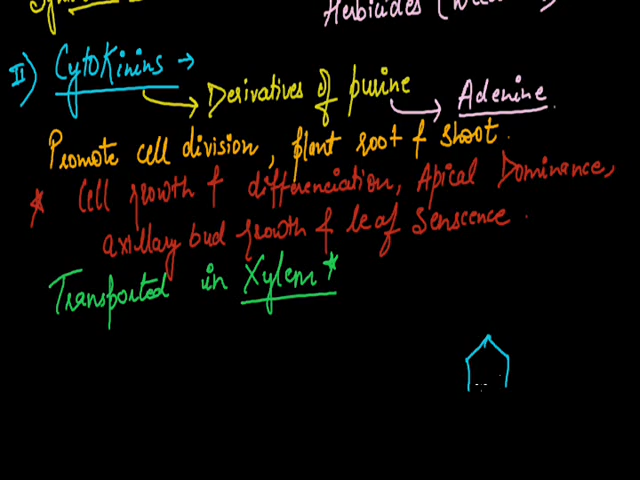 Herbicides
II) Cytokinins →
Derivatives of purine → Adenine
Promote cell division, plant root & shoot.
* Cell growth & differenciation, Apical Dominance,
axillary bud growth & leaf Senscence.
Transported in Xylem *